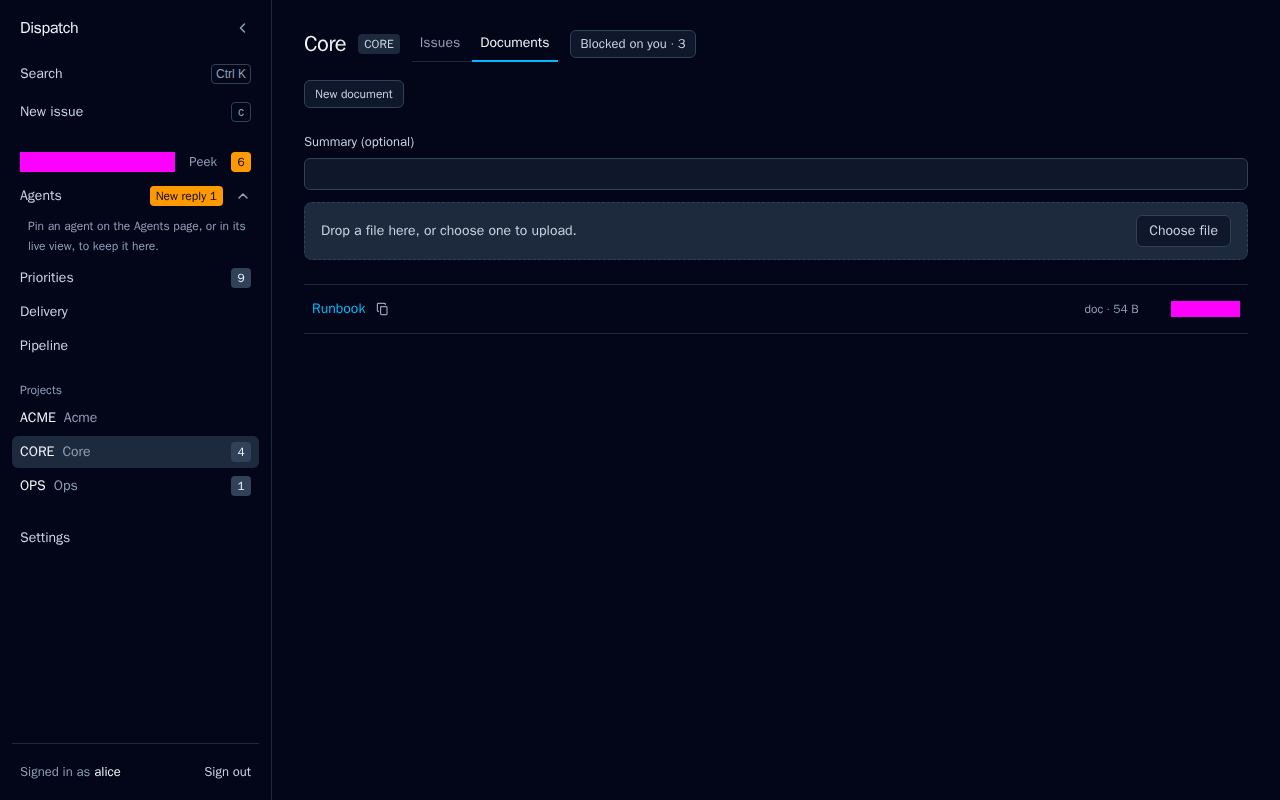 Dispatch
Search Ctrl K
New issue c
Peek 6
Agents New reply 1
Pin an agent on the Agents page, or in its
live view, to keep it here.
Priorities 9
Delivery
Pipeline
Projects
ACME Acme
CORE Core 4
OPS Ops 1
Settings
Signed in as alice Sign out
Core CORE Issues Documents Blocked on you · 3
New document
Summary (optional)
Drop a file here, or choose one to upload. Choose file
Runbook doc · 54 B